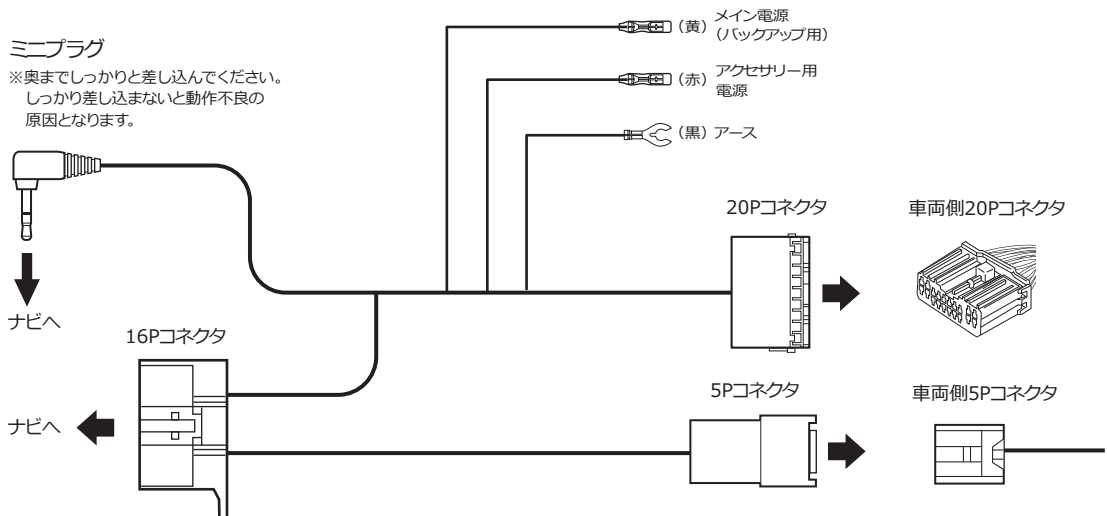 ミニプラグ
※奥までしっかりと差し込んでください。
しっかり差し込まないと動作不良の
原因となります。
(黄) メイン電源
(バックアップ用)
(赤) アクセサリー用
電源
(黒) アース
20Pコネクタ
車両側20Pコネクタ
ナビへ
16Pコネクタ
5Pコネクタ
車両側5Pコネクタ
ナビへ